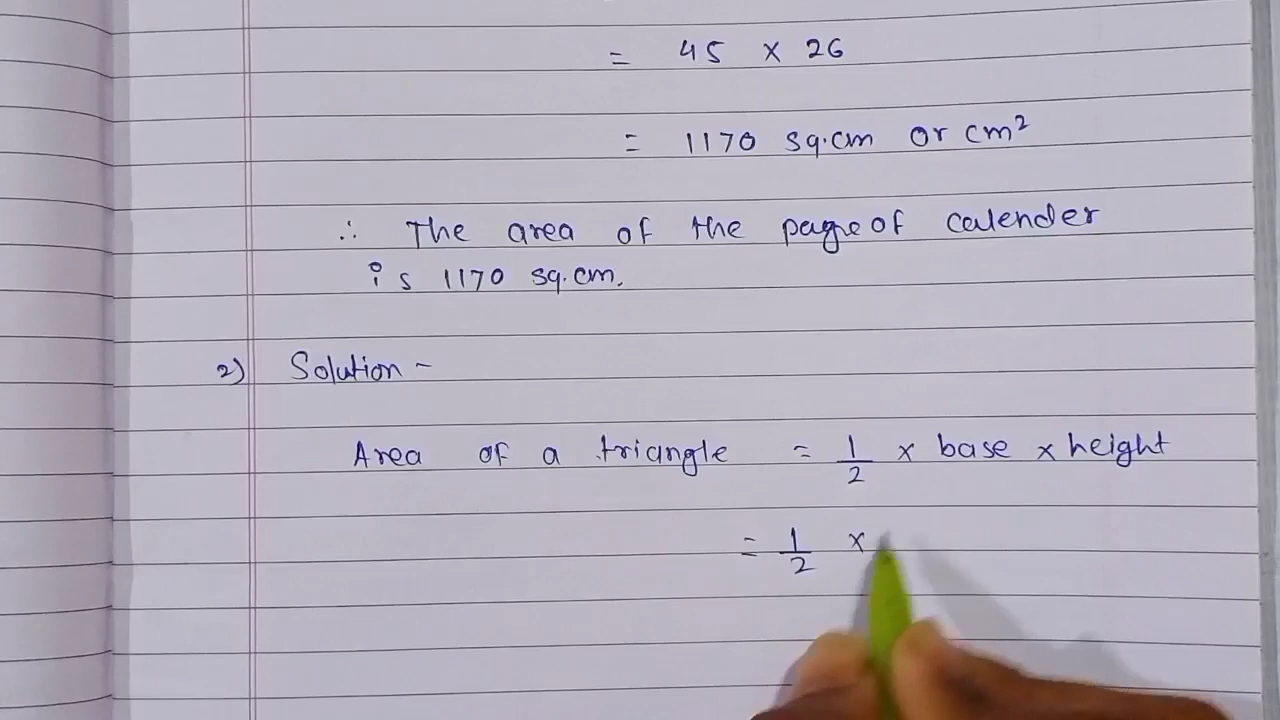 = 45 × 26
= 1170 sq.cm or cm²
∴ The area of the page of calender
is 1170 sq.cm.
2) Solution -
Area of a triangle = 1/2 × base × height
= 1/2 ×